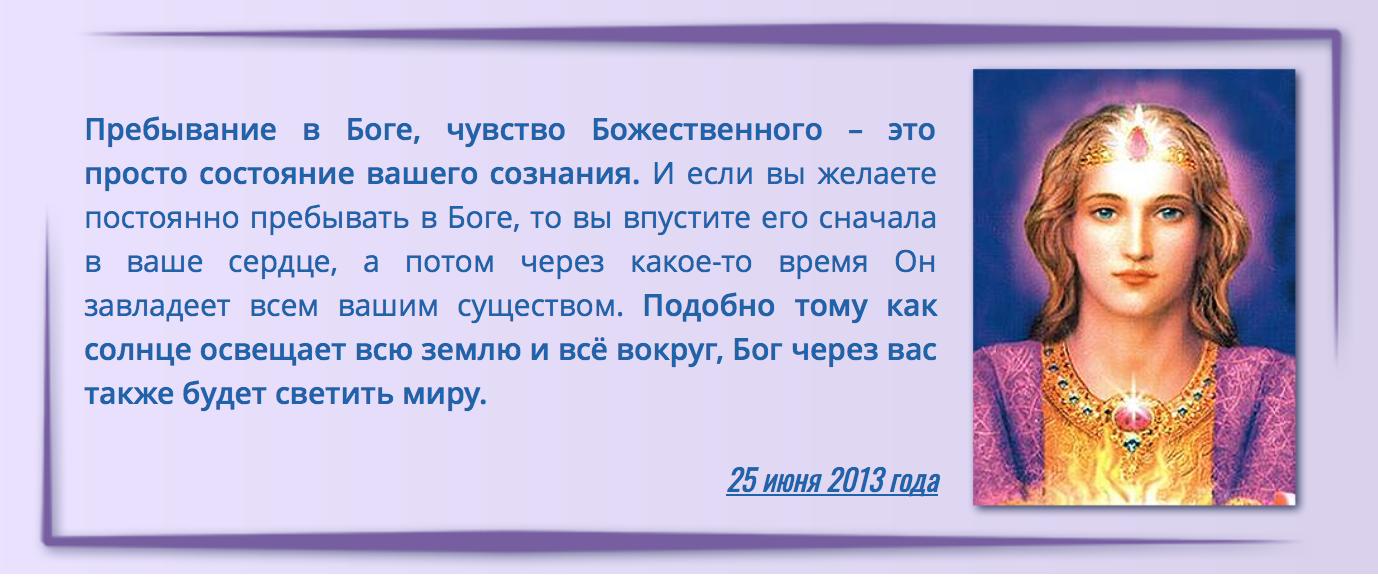 Пребывание в Боге, чувство Божественного – это
просто состояние вашего сознания. И если вы желаете
постоянно пребывать в Боге, то вы впустите его сначала
в ваше сердце, а потом через какое-то время Он
завладеет всем вашим существом. Подобно тому как
солнце освещает всю землю и всё вокруг, Бог через вас
также будет светить миру.
25 июня 2013 года